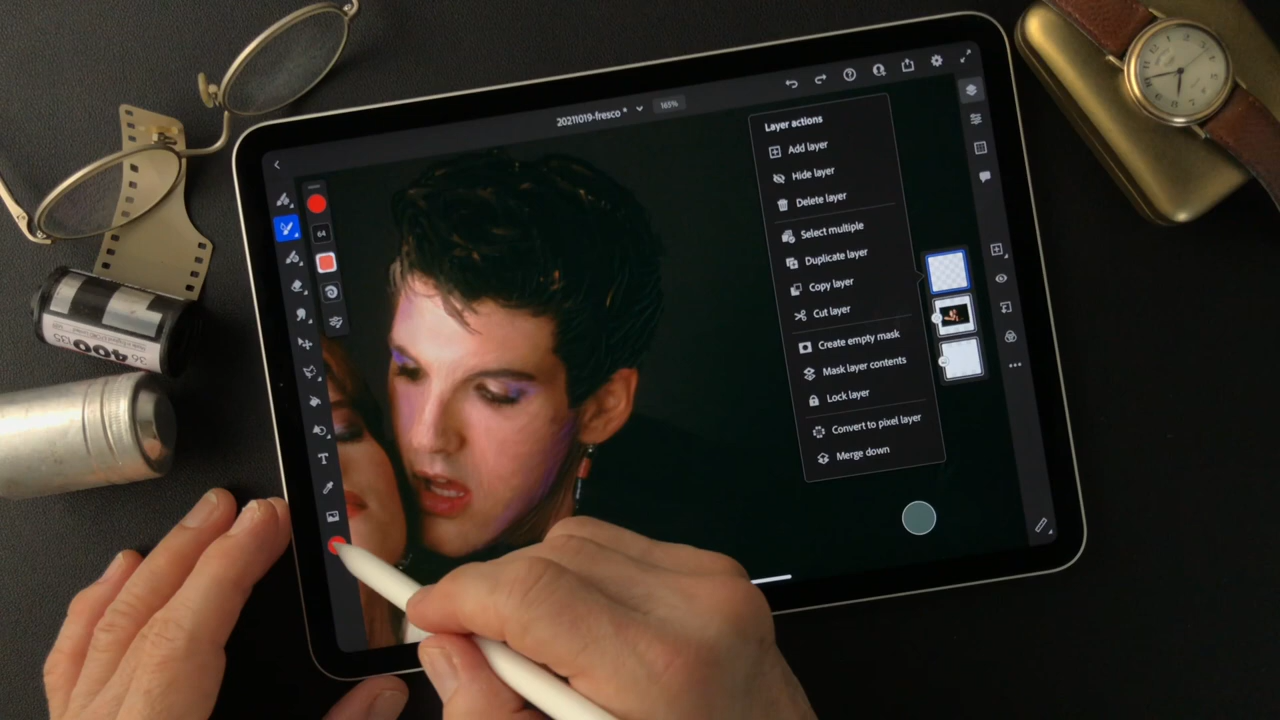 20211019-fresco *
165%
Layer actions
Add layer
Hide layer
Delete layer
Select multiple
Duplicate layer
Copy layer
Cut layer
Create empty mask
Mask layer contents
Lock layer
Convert to pixel layer
Merge down
64
T
400
36
135